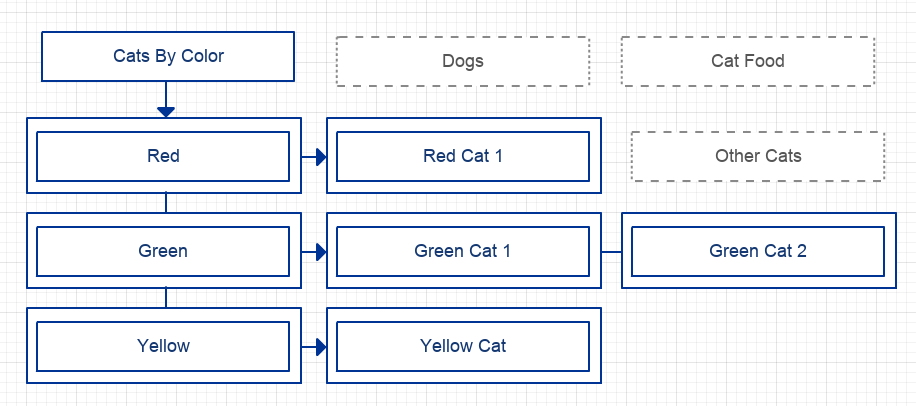 Cats By Color
Dogs
Cat Food
Red
Red Cat 1
Other Cats
Green
Green Cat 1
Green Cat 2
Yellow
Yellow Cat